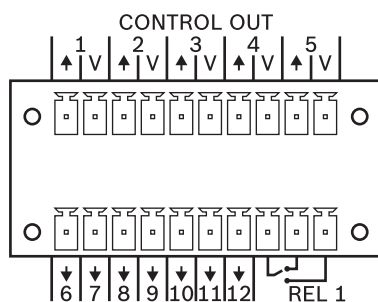 CONTROL OUT
1 2 3 4 5
V V V V V
6 7 8 9 10 11 12 REL 1